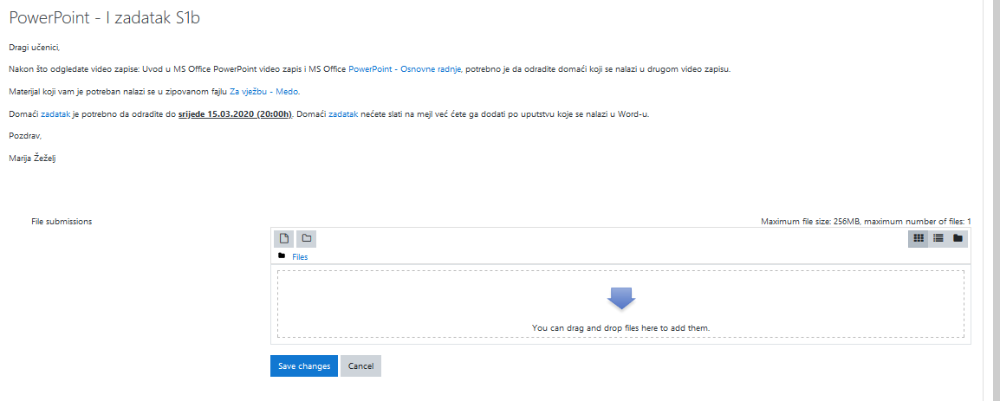 PowerPoint - I zadatak S1b
Dragi učenici,
Nakon što odgledate video zapise: Uvod u MS Office PowerPoint video zapis i MS Office PowerPoint - Osnovne radnje, potrebno je da odradite domaći koji se nalazi u drugom video zapisu.
Materijal koji vam je potreban nalazi se u zipovanom fajlu Za vježbu - Medo.
Domaći zadatak je potrebno da odradite do srijede 15.03.2020 (20:00h). Domaći zadatak nećete slati na mejl već ćete ga dodati po uputstvu koje se nalazi u Word-u.
Pozdrav,
Marija Žeželj
File submissions
Maximum file size: 256MB, maximum number of files: 1
Files
You can drag and drop files here to add them.
Save changes Cancel